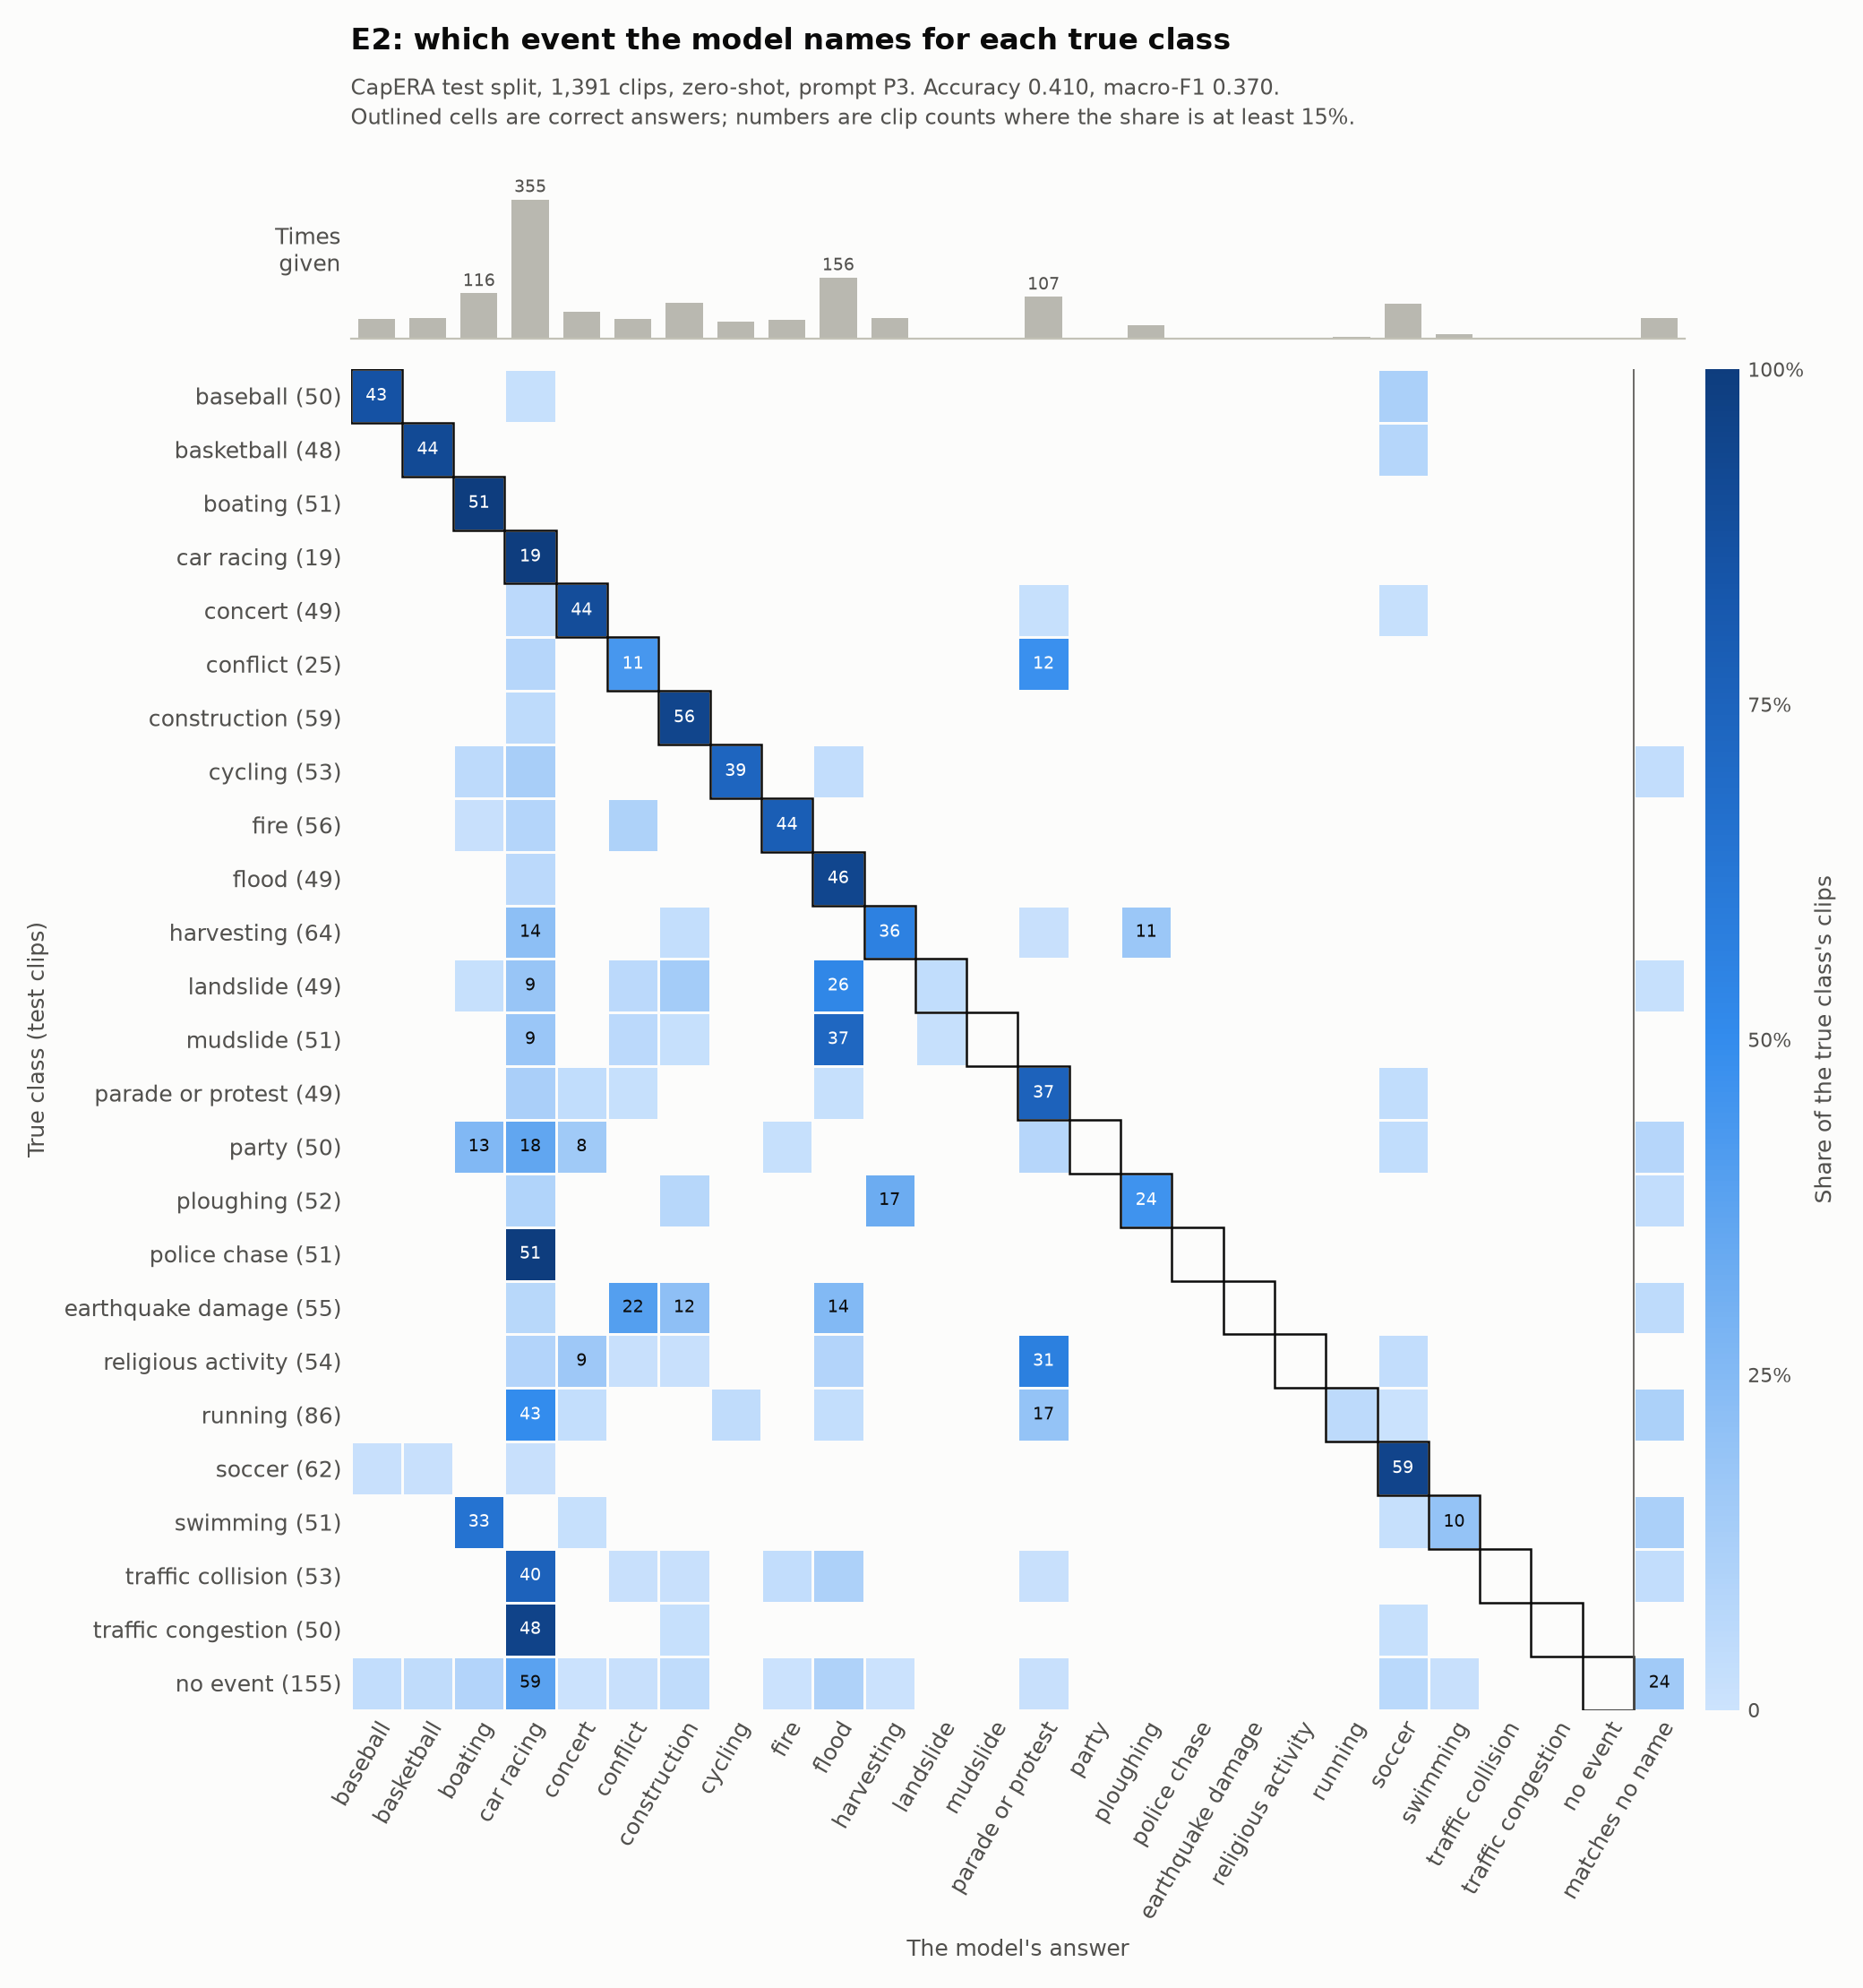 E2: which event the model names for each true class
CapERA test split, 1,391 clips, zero-shot, prompt P3. Accuracy 0.410, macro-F1 0.370.
Outlined cells are correct answers; numbers are clip counts where the share is at least 15%.
Times
given
116
355
156
107
True class (test clips)
baseball (50) 43
basketball (48) 44
boating (51) 51
car racing (19) 19
concert (49) 44
conflict (25) 11 12
construction (59) 56
cycling (53) 39
fire (56) 44
flood (49) 46
harvesting (64) 14 36 11
landslide (49) 9 26
mudslide (51) 9 37
parade or protest (49) 37
party (50) 13 18 8
ploughing (52) 17 24
police chase (51) 51
earthquake damage (55) 22 12 14
religious activity (54) 9 31
running (86) 43 17
soccer (62) 59
swimming (51) 33 10
traffic collision (53) 40
traffic congestion (50) 48
no event (155) 59 24
baseball
basketball
boating
car racing
concert
conflict
construction
cycling
fire
flood
harvesting
landslide
mudslide
parade or protest
party
ploughing
police chase
earthquake damage
religious activity
running
soccer
swimming
traffic collision
traffic congestion
no event
matches no name
The model's answer
100%
75%
50%
25%
0
Share of the true class's clips